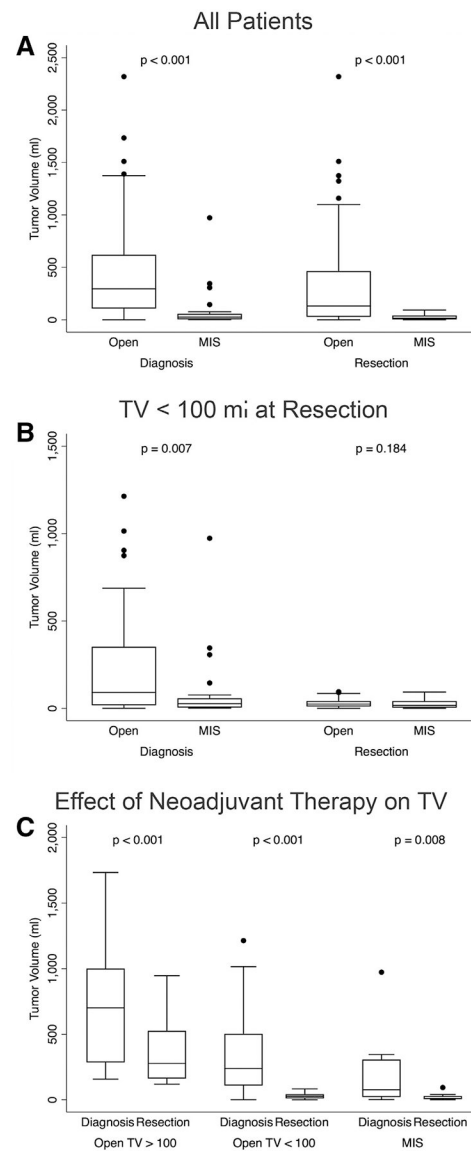 All Patients
A
p < 0.001
p < 0.001
Tumor Volume (ml)
2,500
2,000
1,500
1,000
500
0
Open
MIS
Open
MIS
Diagnosis
Resection
TV < 100 mi at Resection
B
p = 0.007
p = 0.184
Tumor Volume (ml)
1,500
1,000
500
0
Open
MIS
Open
MIS
Diagnosis
Resection
Effect of Neoadjuvant Therapy on TV
C
p < 0.001
p < 0.001
p = 0.008
Tumor Volume (ml)
2,000
1,500
1,000
500
0
Diagnosis Resection
Diagnosis Resection
Diagnosis Resection
Open TV > 100
Open TV < 100
MIS